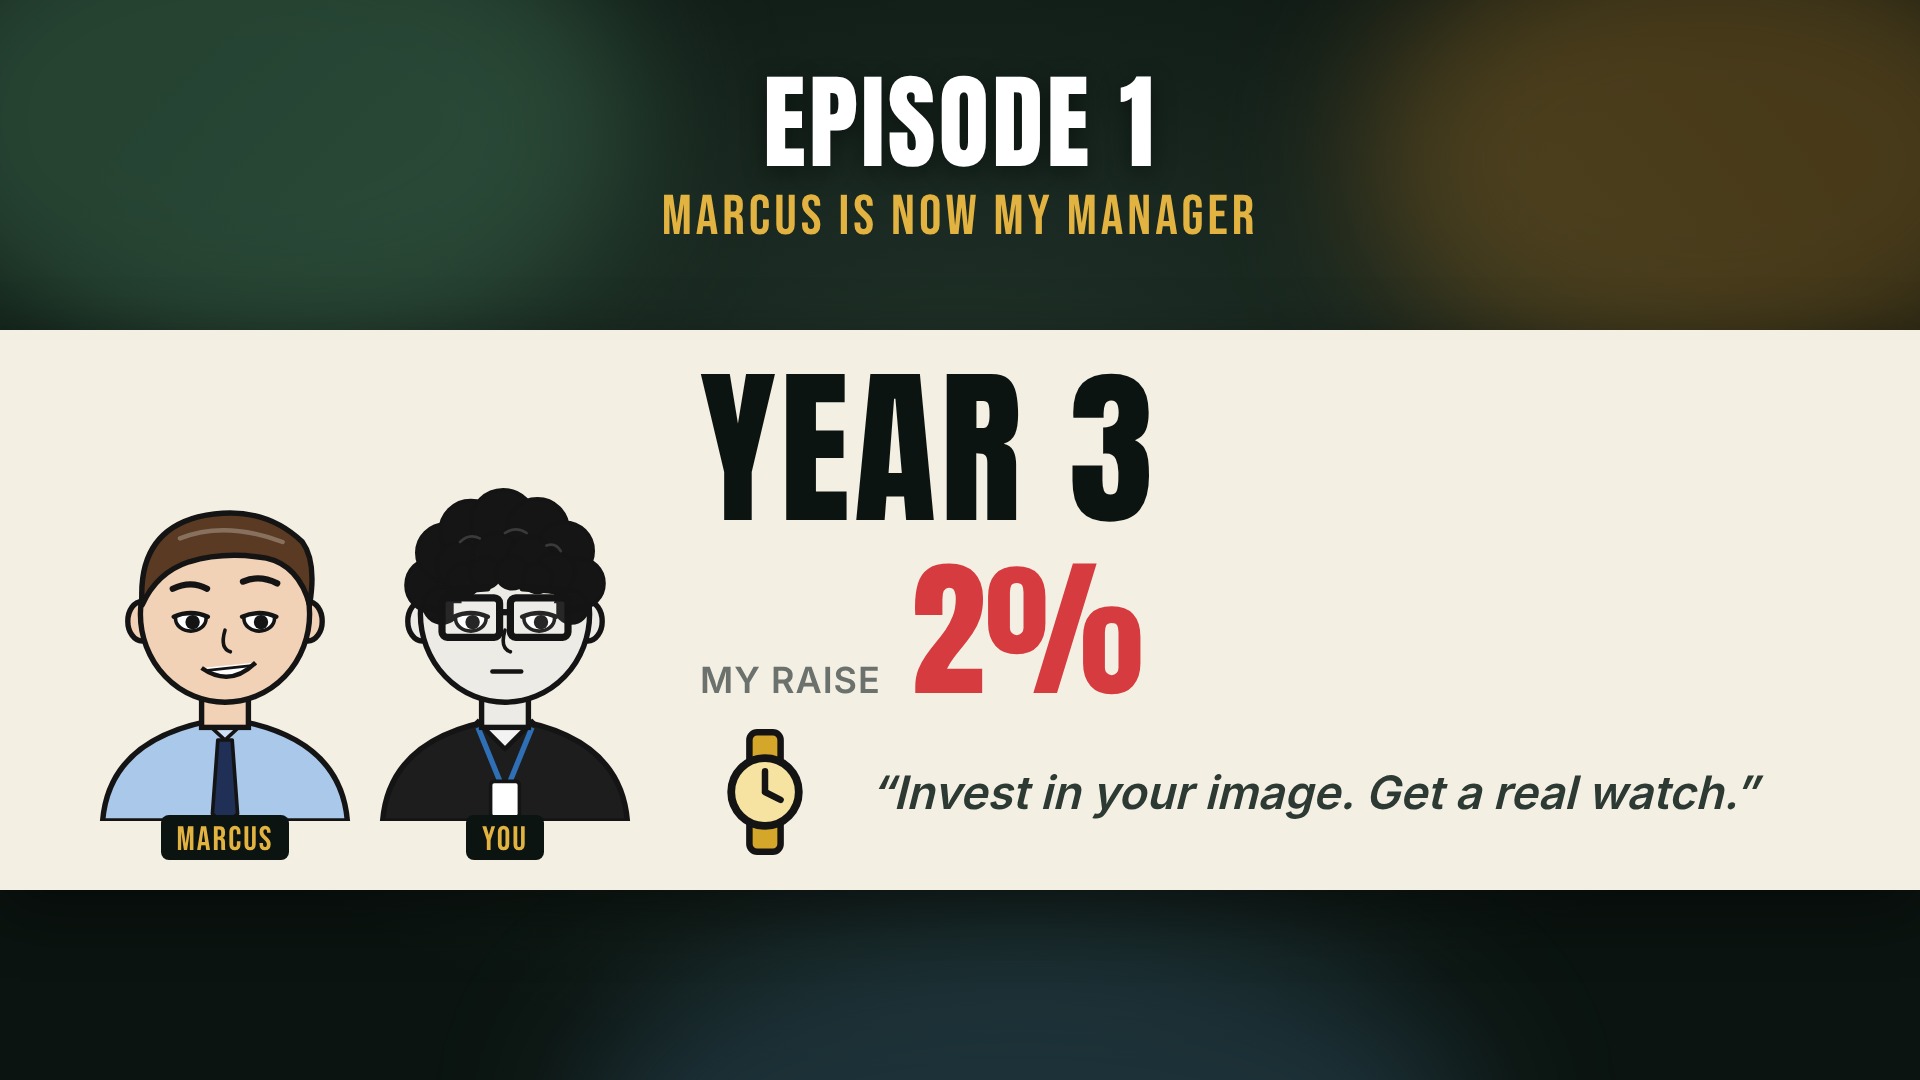 EPISODE 1
MARCUS IS NOW MY MANAGER
YEAR 3
MY RAISE 2%
“Invest in your image. Get a real watch.”
MARCUS
YOU